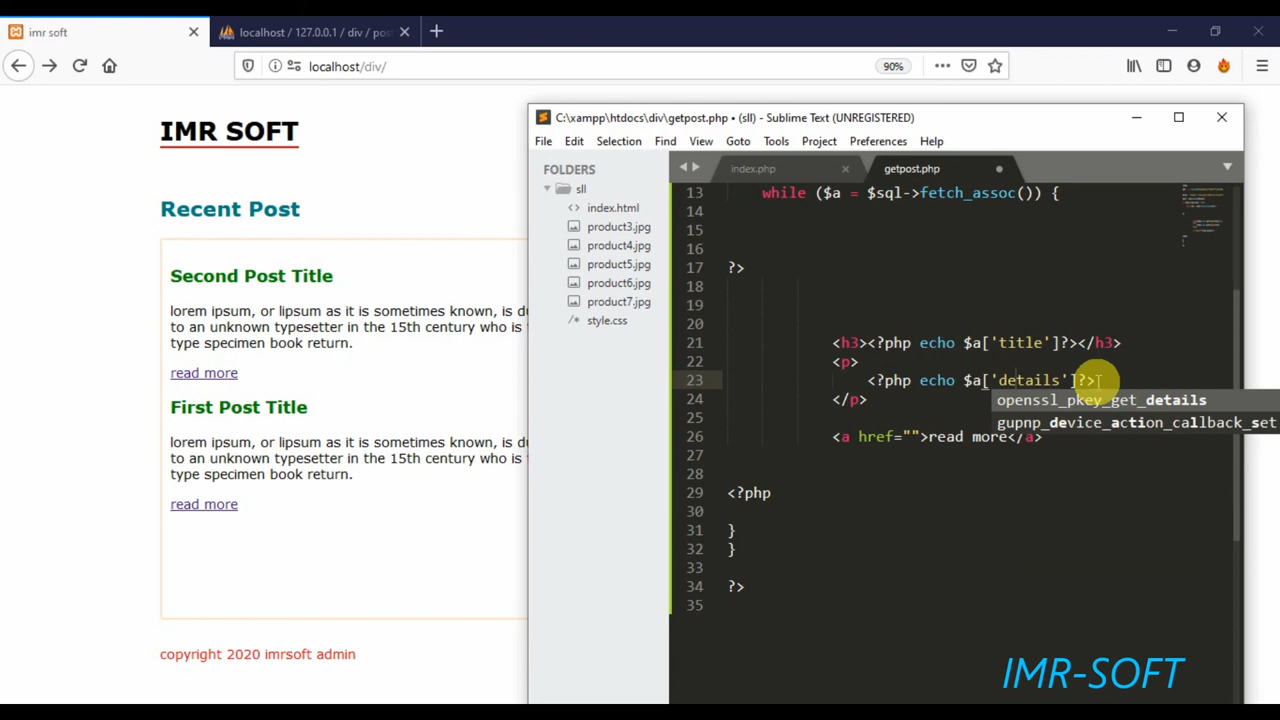 imr soft
localhost / 127.0.0.1 / div / pos
localhost/div/
90%
IMR SOFT
Recent Post
Second Post Title
lorem ipsum, or lipsum as it is sometimes known, is du
to an unknown typesetter in the 15th century who is
type specimen book return.
read more
First Post Title
lorem ipsum, or lipsum as it is sometimes known, is du
to an unknown typesetter in the 15th century who is
type specimen book return.
read more
copyright 2020 imrsoft admin
C:\xampp\htdocs\div\getpost.php • (sll) - Sublime Text (UNREGISTERED)
File Edit Selection Find View Goto Tools Project Preferences Help
FOLDERS
sll
index.html
product3.jpg
product4.jpg
product5.jpg
product6.jpg
product7.jpg
/* style.css
index.php
getpost.php
13 while ($a = $sql->fetch_assoc()) {
14
15
16
17 ?>
18
19
20
21 <h3><?php echo $a['title']?></h3>
22 <p>
23 <?php echo $a['details']?>
24 </p>
25
26 <a href="">read more</a>
27
28
29 <?php
30
31 }
32 }
33
34 ?>
35
openssl_pkey_get_details
gupnp_device_action_callback_set
IMR-SOFT